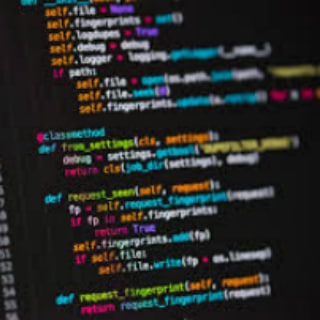 self.file = None
self.fingerprints = set()
self.logdupes = True
self.debug = debug
self.logger = logging.getLogger(__name__)
if path:
self.file = open(os.path.join(
self.file.seek(0)
self.fingerprints.update(
@classmethod
def from_settings(cls, settings):
debug = settings.getbool(
return cls(job_dir(settings), debug)
def request_seen(self, request):
fp = self.request_fingerprint(request)
if fp in self.fingerprints:
return True
self.fingerprints.add(fp)
if self.file:
self.file.write(fp + os.linesep)
def request_fingerprint(self, request):
return request_fingerprint(request)